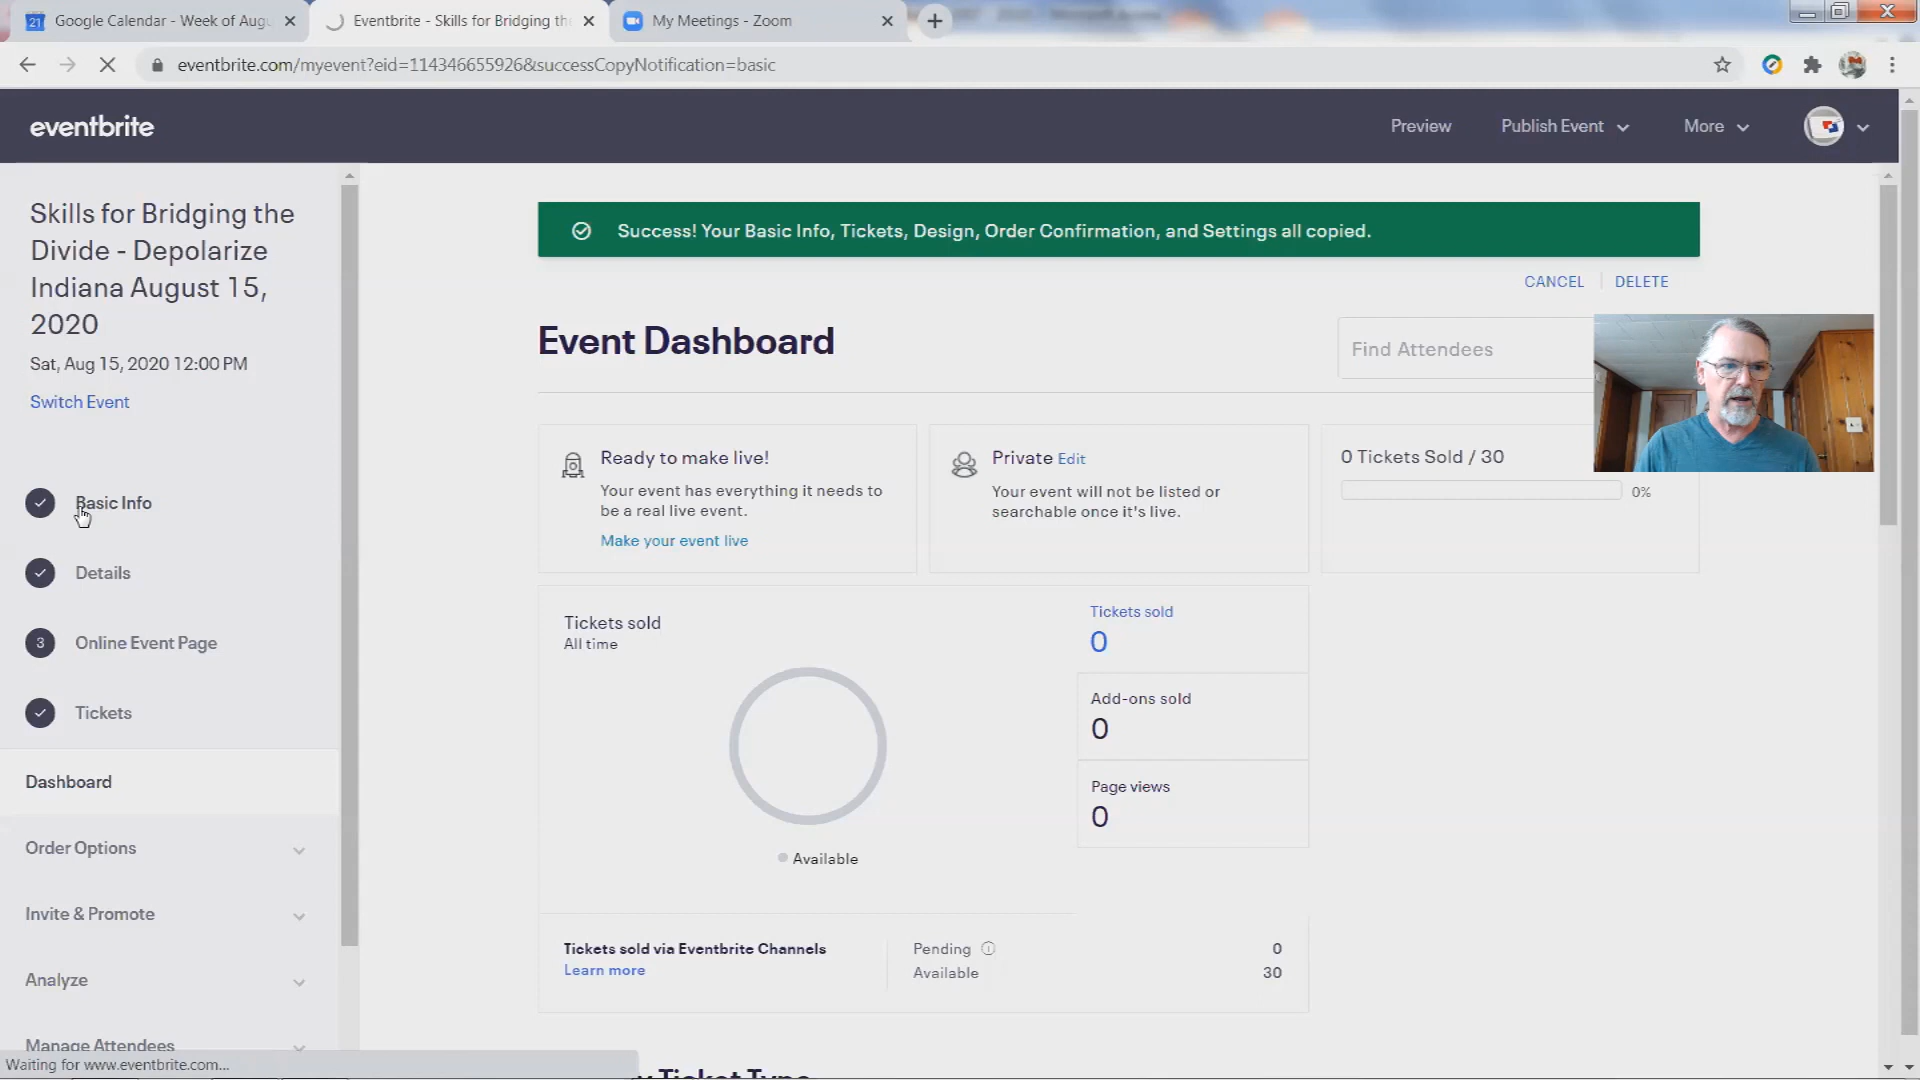 Google Calendar - Week of Aug
Eventbrite - Skills for Bridging th
My Meetings - Zoom
eventbrite.com/myevent?eid=114346655926&successCopyNotification=basic
eventbrite
Preview
Publish Event
More
Skills for Bridging the
Divide - Depolarize
Indiana August 15,
2020
Sat, Aug 15, 2020 12:00 PM
Switch Event
Basic Info
Details
3 Online Event Page
Tickets
Dashboard
Order Options
Invite & Promote
Analyze
Manage Attendees
Waiting for www.eventbrite.com...
Success! Your Basic Info, Tickets, Design, Order Confirmation, and Settings all copied.
CANCEL DELETE
Event Dashboard
Find Attendees
Ready to make live!
Your event has everything it needs to
be a real live event.
Make your event live
Private Edit
Your event will not be listed or
searchable once it's live.
0 Tickets Sold / 30
0%
Tickets sold
All time
Available
Tickets sold
0
Add-ons sold
0
Page views
0
Tickets sold via Eventbrite Channels
Learn more
Pending 0
Available 30
Ticket Type